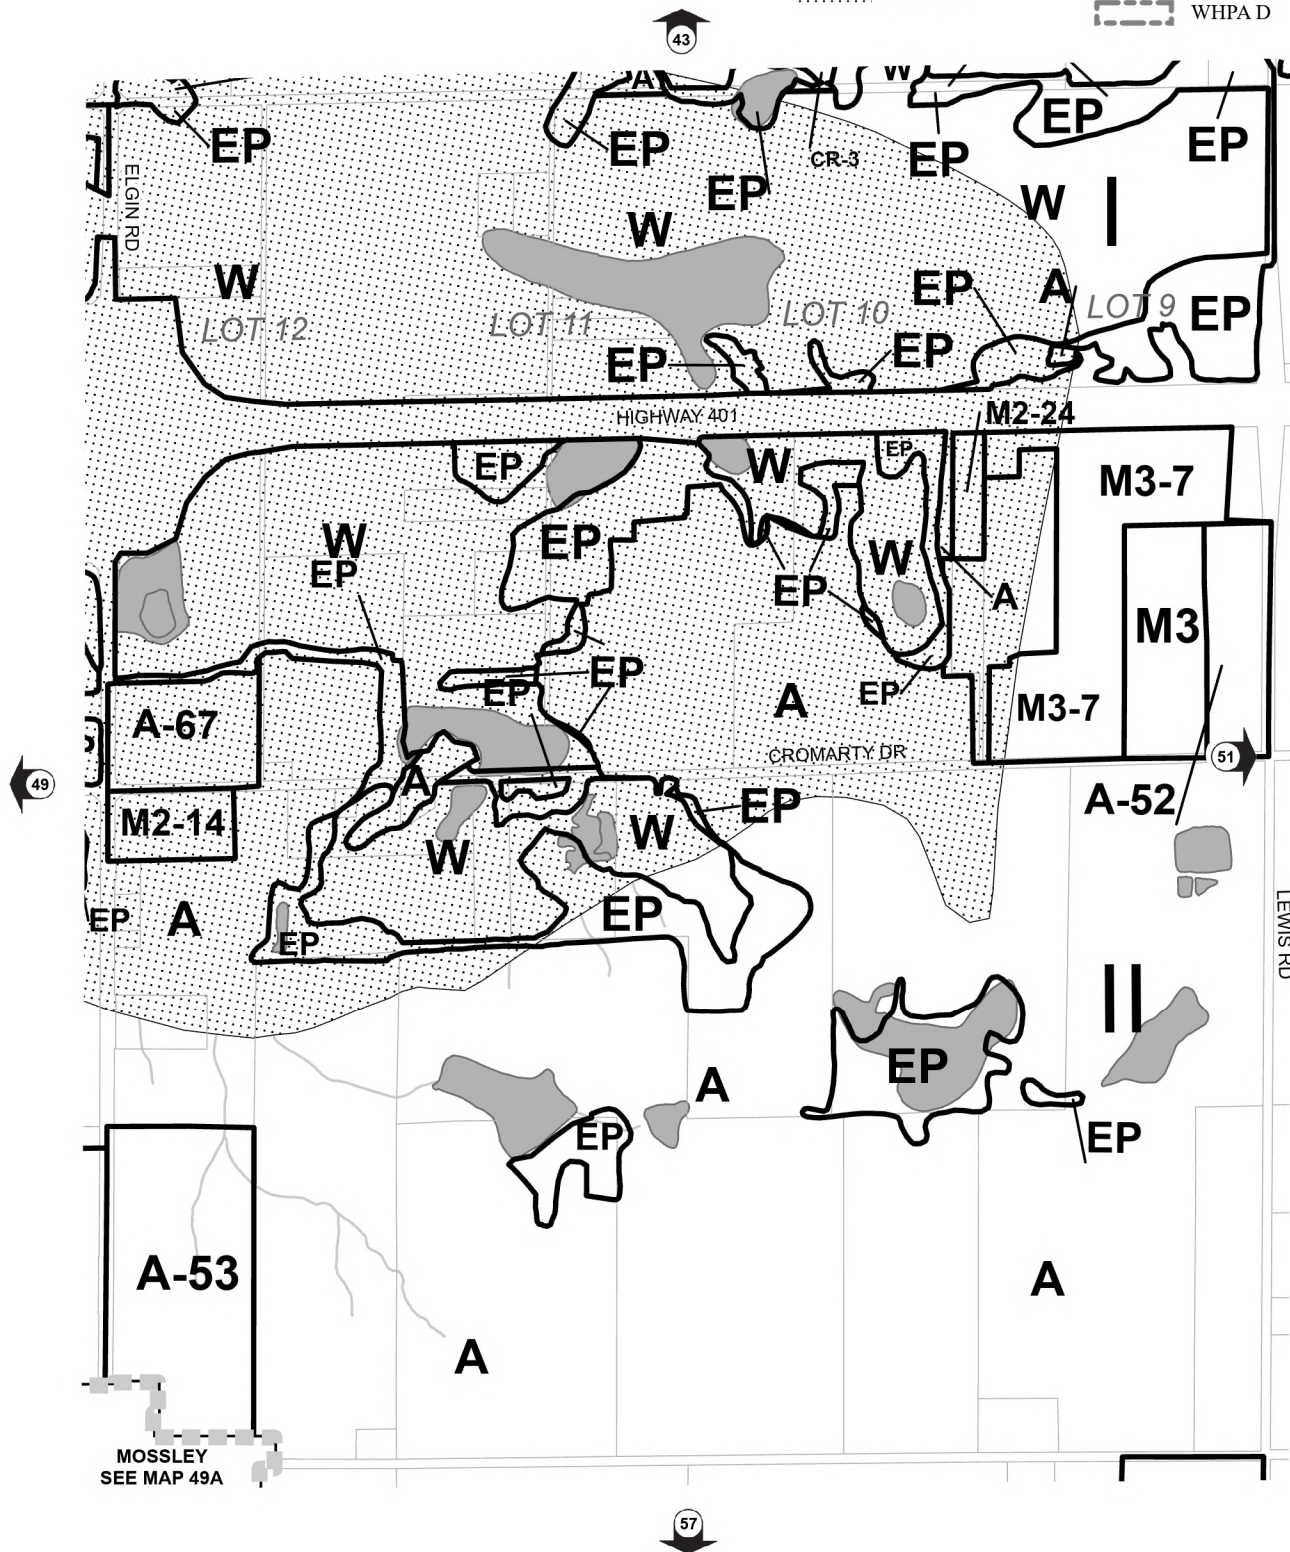 WHPA D
43
A
W
EP
EP
EP
EP
EP
CR-3
EP
EP
ELGIN RD
W
I
W
W
EP
A
LOT 9
EP
LOT 12
LOT 11
LOT 10
EP
EP
HIGHWAY 401
M2-24
EP
W
EP
M3-7
W
EP
EP
W
EP
A
M3
EP
EP
EP
A
M3-7
A-67
CROMARTY DR
49
51
A
A-52
EP
M2-14
W
W
EP
A
EP
EP
LEWIS RD
II
EP
A
EP
EP
A-53
A
A
MOSSLEY
SEE MAP 49A
57